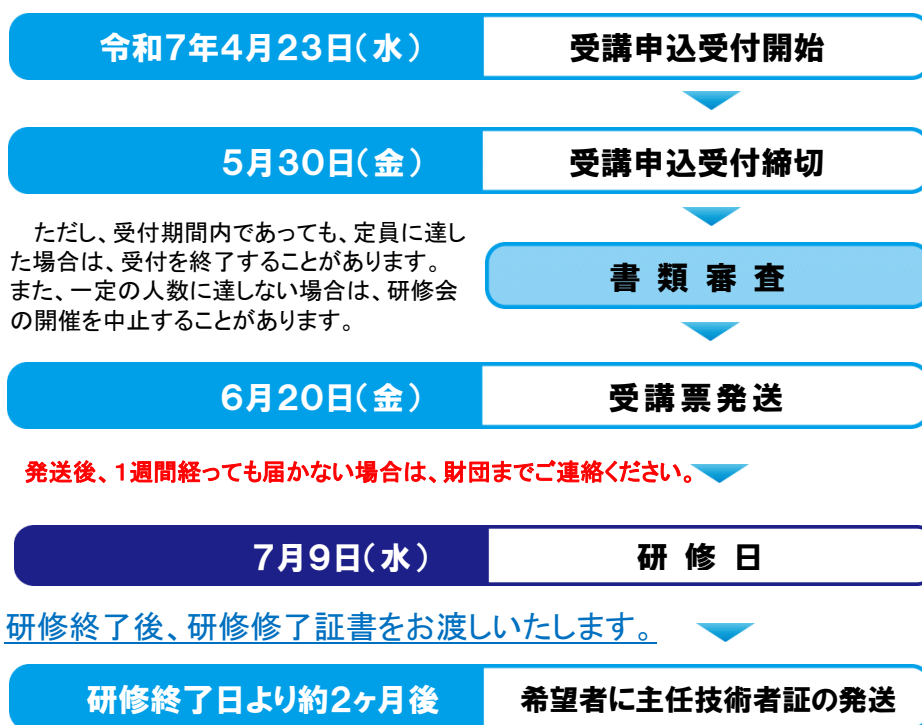 令和7年4月23日(水) 受講申込受付開始
5月30日(金) 受講申込受付締切
ただし、受付期間内であっても、定員に達し
た場合は、受付を終了することがあります。
また、一定の人数に達しない場合は、研修会
の開催を中止することがあります。
書類審査
6月20日(金) 受講票発送
発送後、1週間経っても届かない場合は、財団までご連絡ください。
7月9日(水) 研修日
研修終了後、研修修了証書をお渡しいたします。
研修終了日より約2ヶ月後 希望者に主任技術者証の発送